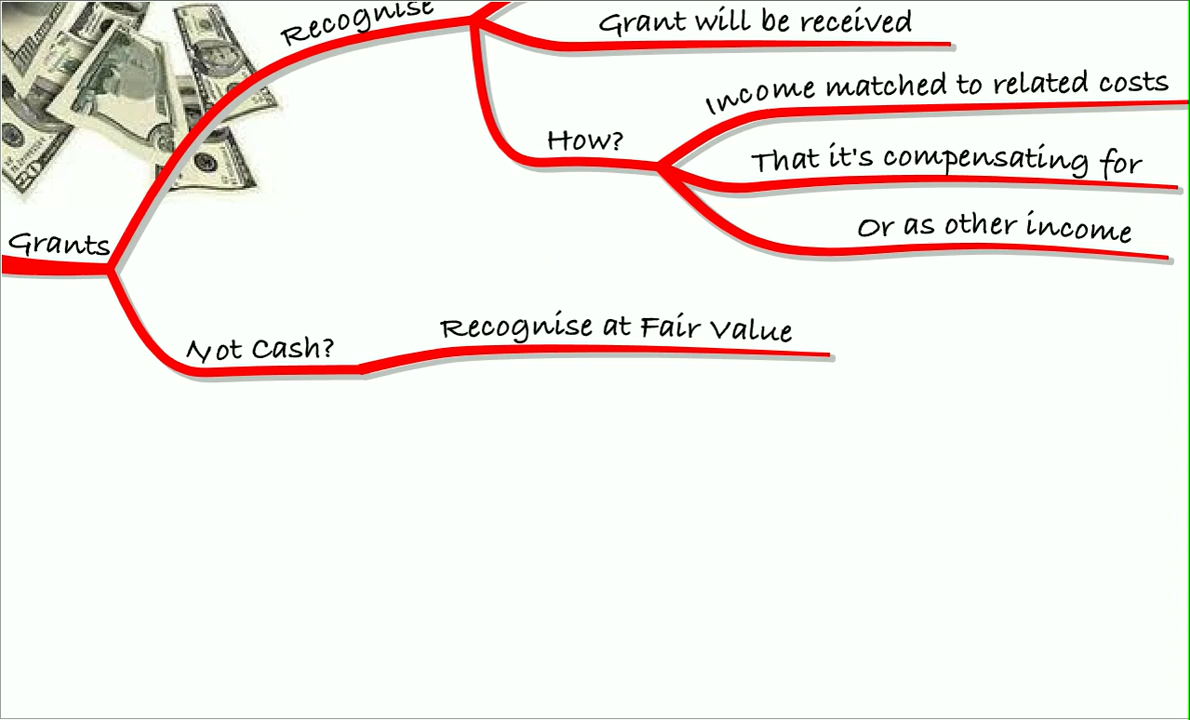 Recognise
Grant will be received
Income matched to related costs
How?
That it's compensating for
Or as other income
Grants
Not Cash?
Recognise at Fair Value